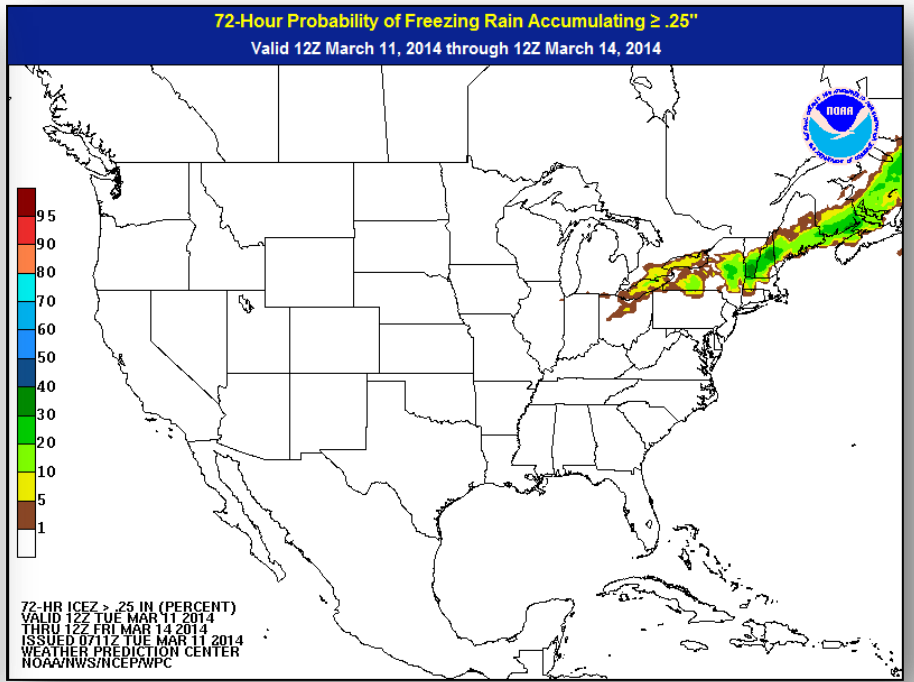 72-Hour Probability of Freezing Rain Accumulating ≥ .25"
Valid 12Z March 11, 2014 through 12Z March 14, 2014
NOAA
95
90
80
70
60
50
40
30
20
10
5
1
72-HR ICEZ > .25 IN (PERCENT)
VALID 12Z TUE MAR 11 2014
THRU 12Z FRI MAR 14 2014
ISSUED 0711Z TUE MAR 11 2014
WEATHER PREDICTION CENTER
NOAA/NWS/NCEP/WPC